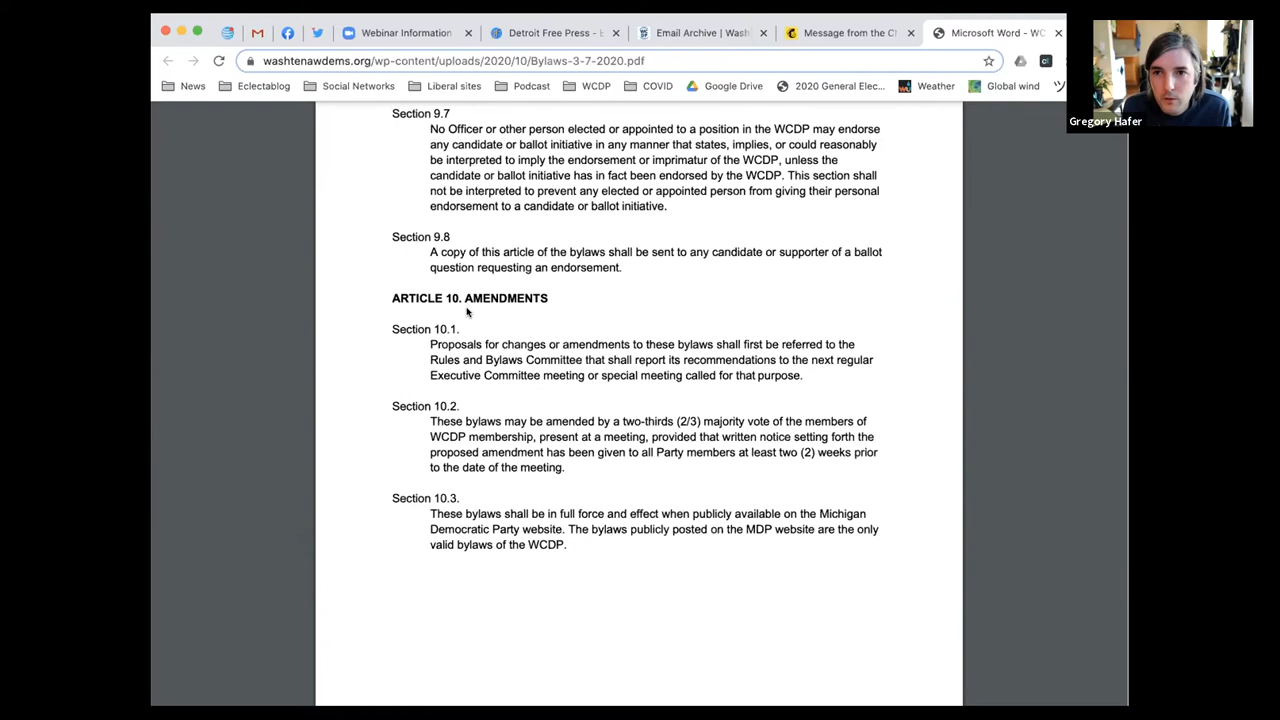 Webinar Information
Detroit Free Press - E
Email Archive | Wash
Message from the Ch
Microsoft Word - WC
washtenawdems.org/wp-content/uploads/2020/10/Bylaws-3-7-2020.pdf
News
Eclectablog
Social Networks
Liberal sites
Podcast
WCDP
COVID
Google Drive
2020 General Elec...
Weather
Global wind
Gregory Hafer
Section 9.7
No Officer or other person elected or appointed to a position in the WCDP may endorse
any candidate or ballot initiative in any manner that states, implies, or could reasonably
be interpreted to imply the endorsement or imprimatur of the WCDP, unless the
candidate or ballot initiative has in fact been endorsed by the WCDP. This section shall
not be interpreted to prevent any elected or appointed person from giving their personal
endorsement to a candidate or ballot initiative.
Section 9.8
A copy of this article of the bylaws shall be sent to any candidate or supporter of a ballot
question requesting an endorsement.
ARTICLE 10. AMENDMENTS
Section 10.1.
Proposals for changes or amendments to these bylaws shall first be referred to the
Rules and Bylaws Committee that shall report its recommendations to the next regular
Executive Committee meeting or special meeting called for that purpose.
Section 10.2.
These bylaws may be amended by a two-thirds (2/3) majority vote of the members of
WCDP membership, present at a meeting, provided that written notice setting forth the
proposed amendment has been given to all Party members at least two (2) weeks prior
to the date of the meeting.
Section 10.3.
These bylaws shall be in full force and effect when publicly available on the Michigan
Democratic Party website. The bylaws publicly posted on the MDP website are the only
valid bylaws of the WCDP.